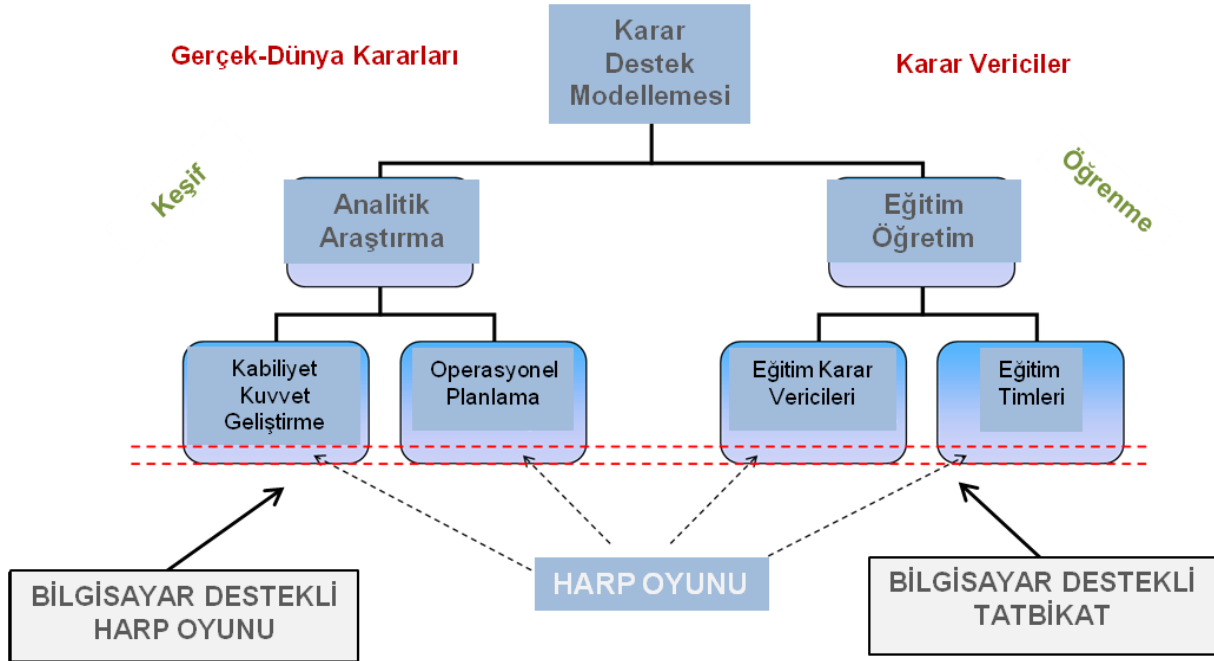 Gerçek-Dünya Kararları
Karar
Destek
Modellemesi
Karar Vericiler
Keşif
Analitik
Araştırma
Eğitim
Öğretim
Öğrenme
Kabiliyet
Kuvvet
Geliştirme
Operasyonel
Planlama
Eğitim Karar
Vericileri
Eğitim
Timleri
BİLGİSAYAR DESTEKLİ
HARP OYUNU
HARP OYUNU
BİLGİSAYAR DESTEKLİ
TATBİKAT